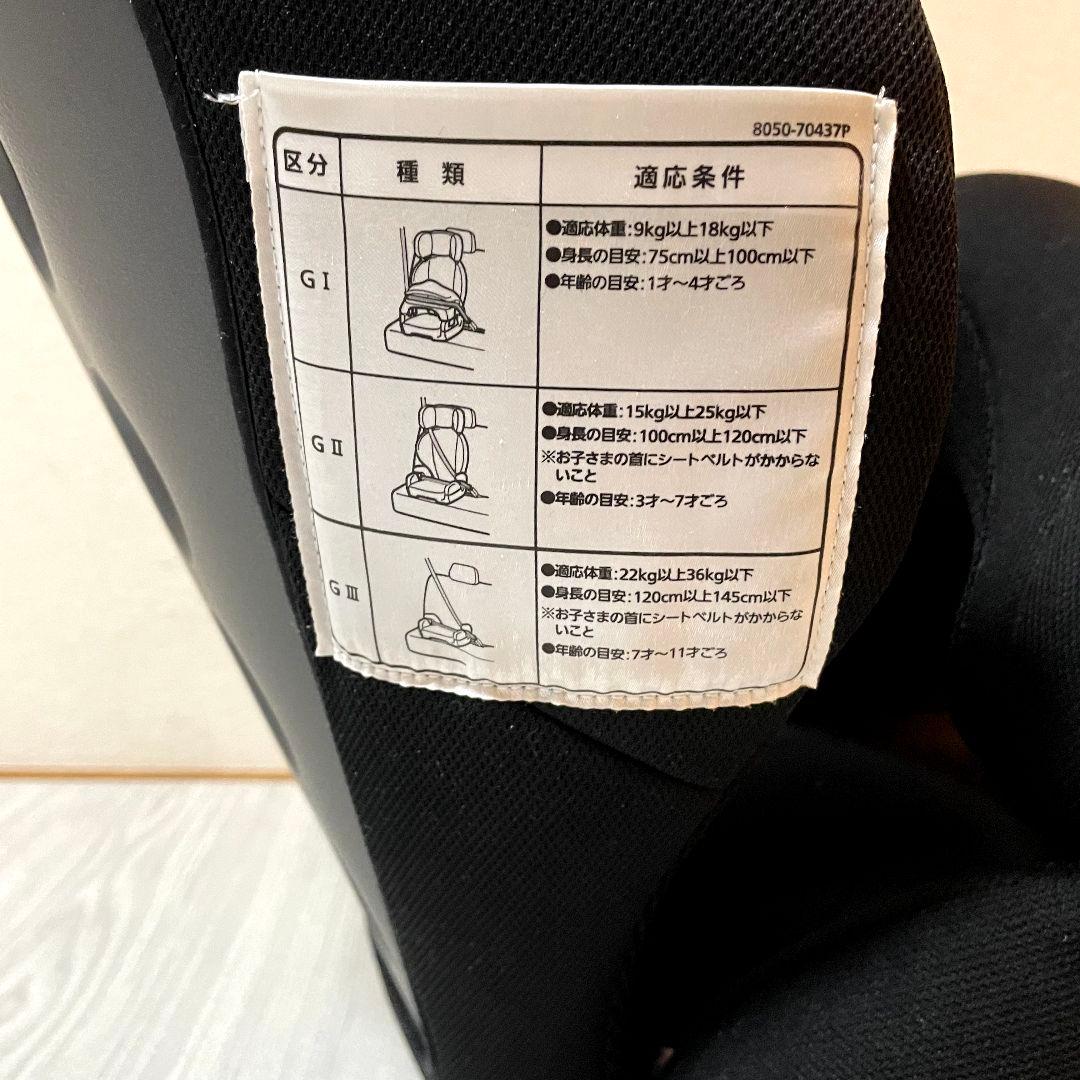 8050-70437P
区分 種類 適応条件
GⅠ
●適応体重:9kg以上18kg以下
●身長の目安:75cm以上100cm以下
●年齢の目安:1才〜4才ごろ
GⅡ
●適応体重:15kg以上25kg以下
●身長の目安:100cm以上120cm以下
※お子さまの首にシートベルトがかからな
いこと
●年齢の目安:3才〜7才ごろ
GⅢ
●適応体重:22kg以上36kg以下
●身長の目安:120cm以上145cm以下
※お子さまの首にシートベルトがかからな
いこと
●年齢の目安:7才〜11才ごろ